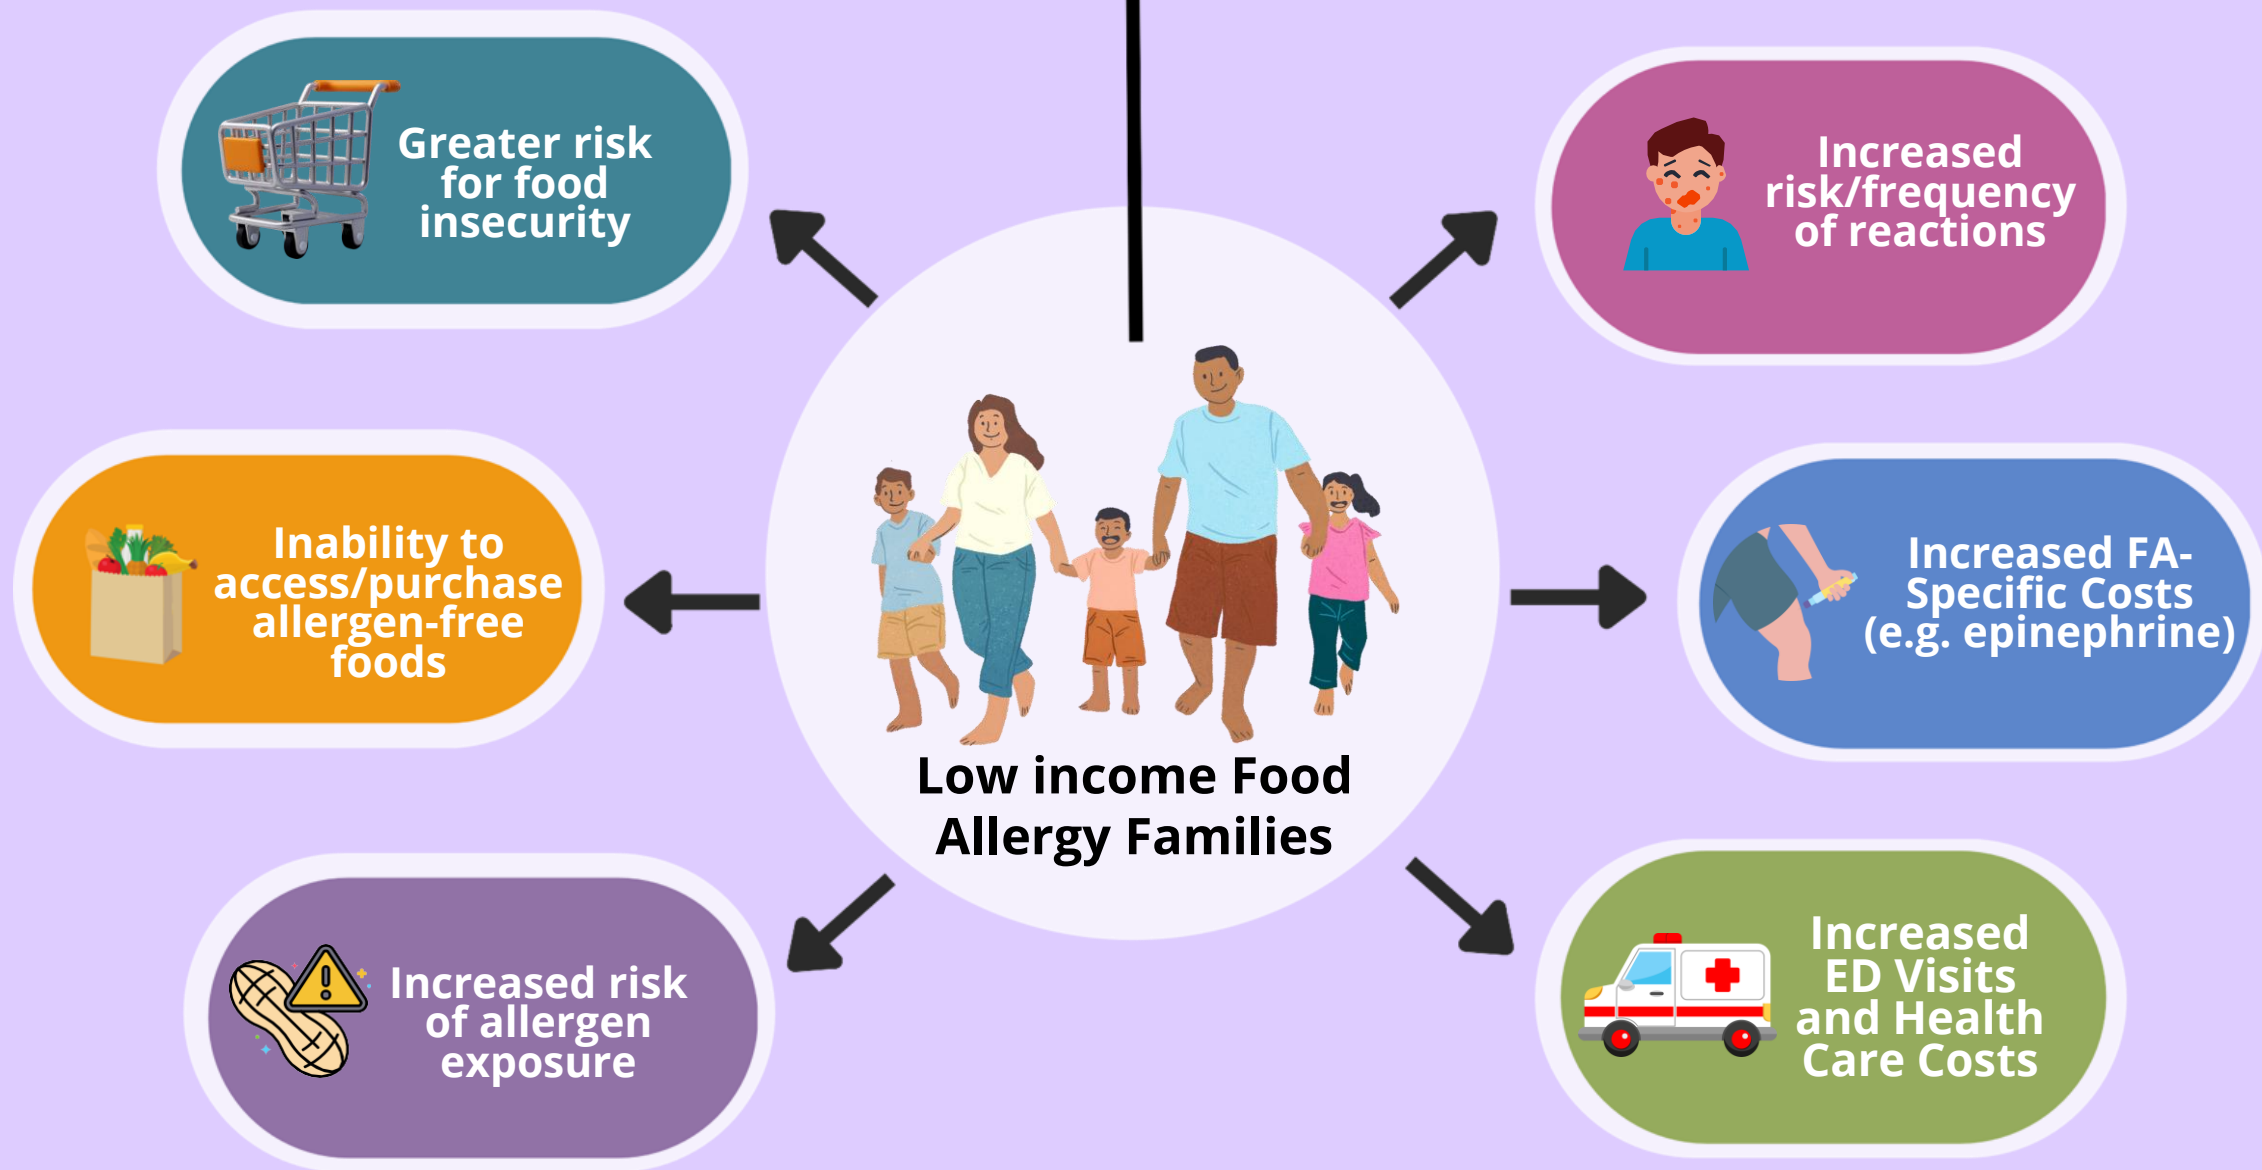 Greater risk
for food
insecurity
Increased
risk/frequency
of reactions
Inability to
access/purchase
allergen-free
foods
Increased FA-
Specific Costs
(e.g. epinephrine)
Low income Food
Allergy Families
Increased risk
of allergen
exposure
Increased
ED Visits
and Health
Care Costs